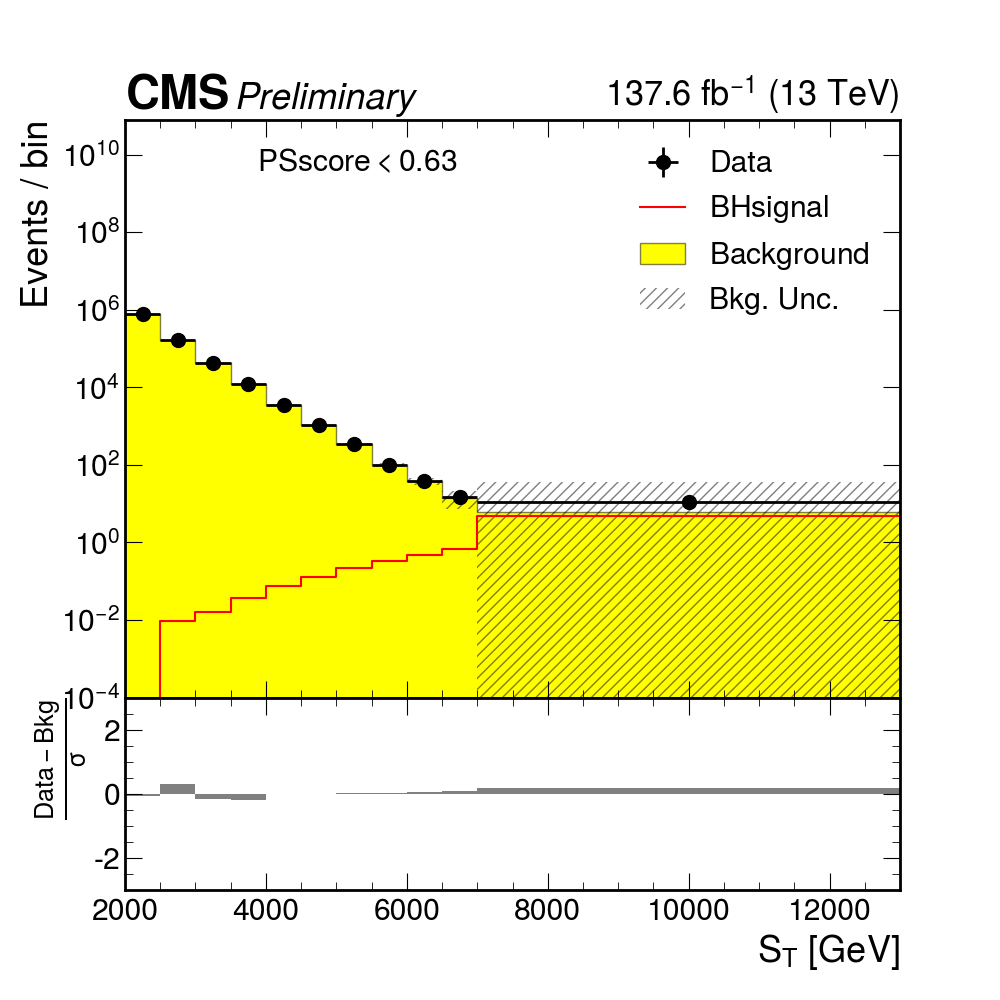 CMS Preliminary 137.6 fb⁻¹ (13 TeV)
Events / bin
PSscore < 0.63
Data
BHsignal
Background
Bkg. Unc.
10¹⁰
10⁸
10⁶
10⁴
10²
10⁰
10⁻²
10⁻⁴
Data – Bkg
σ
2
0
-2
2000 4000 6000 8000 10000 12000
S_T [GeV]